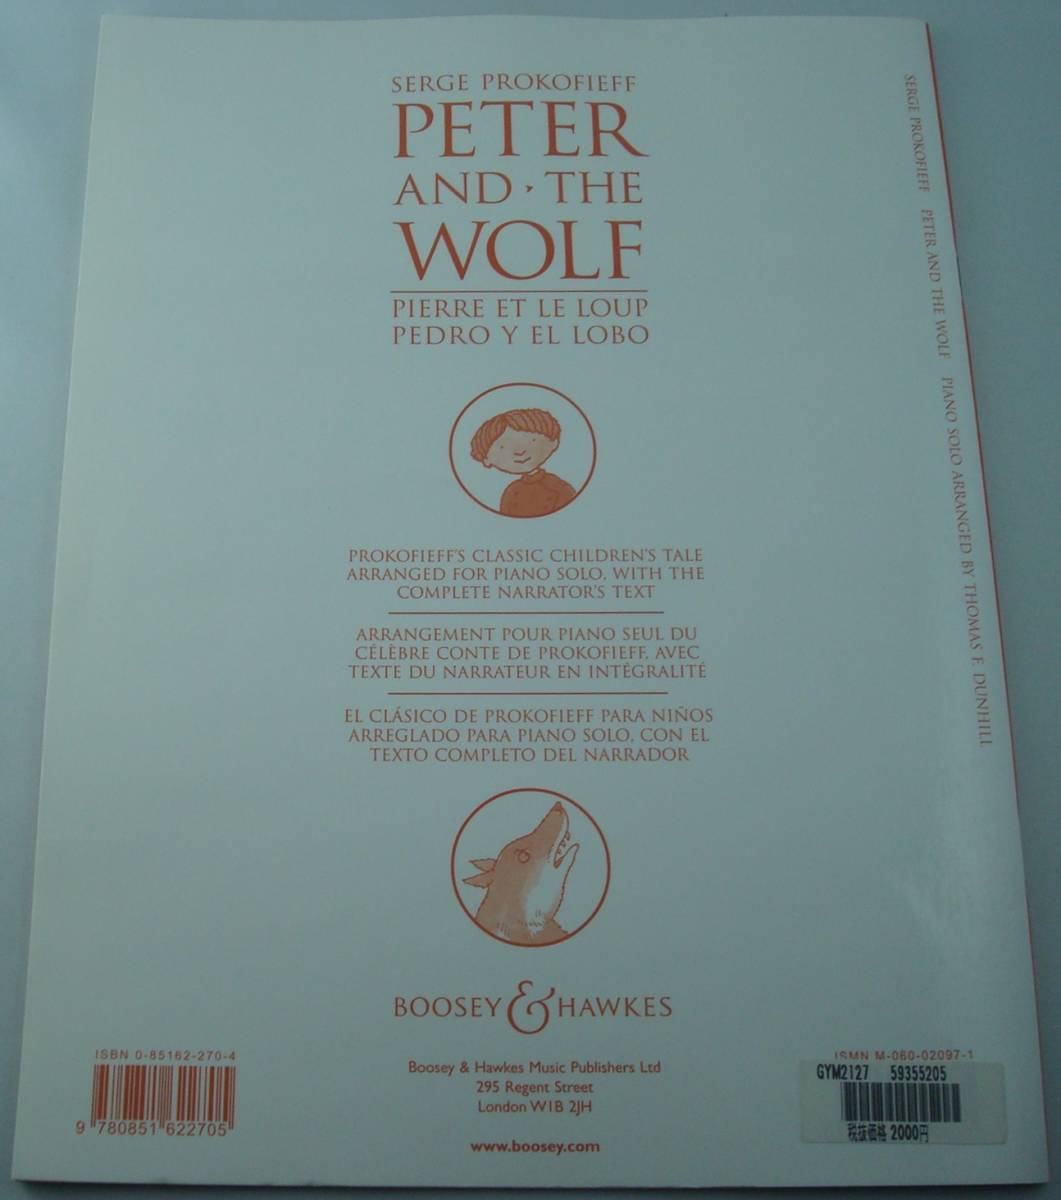 SERGE PROKOFIEFF
PETER
AND · THE
WOLF
PIERRE ET LE LOUP
PEDRO Y EL LOBO
PROKOFIEFF'S CLASSIC CHILDREN'S TALE
ARRANGED FOR PIANO SOLO, WITH THE
COMPLETE NARRATOR'S TEXT
ARRANGEMENT POUR PIANO SEUL DU
CÉLÈBRE CONTE DE PROKOFIEFF, AVEC
TEXTE DU NARRATEUR EN INTÉGRALITÉ
EL CLÁSICO DE PROKOFIEFF PARA NIÑOS
ARREGLADO PARA PIANO SOLO, CON EL
TEXTO COMPLETO DEL NARRADOR
BOOSEY & HAWKES
Boosey & Hawkes Music Publishers Ltd
295 Regent Street
London W1B 2JH
www.boosey.com
ISBN 0-85162-270-4
9 780851 622705
ISMN M-060-02097-1
GYM2127 59355205
税抜価格 2000円
SERGE PROKOFIEFF PETER AND THE WOLF PIANO SOLO ARRANGED BY THOMAS F. DUNHILL